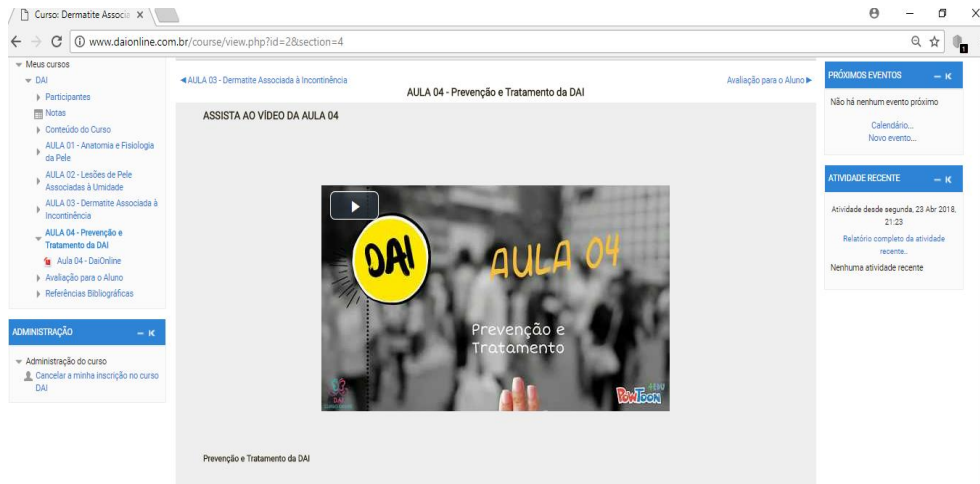 Curso: Dermatite Associa
www.daionline.com.br/course/view.php?id=2&section=4
1
Meus cursos
DAI
Participantes
Notas
Conteúdo do Curso
AULA 01 - Anatomia e Fisiologia
da Pele
AULA 02 - Lesões de Pele
Associadas à Umidade
AULA 03 - Dermatite Associada à
Incontinência
AULA 04 - Prevenção e
Tratamento da DAI
Aula 04 - DaiOnline
Avaliação para o Aluno
Referências Bibliográficas
ADMINISTRAÇÃO
Administração do curso
Cancelar a minha inscrição no curso
DAI
AULA 03 - Dermatite Associada à Incontinência
Avaliação para o Aluno
AULA 04 - Prevenção e Tratamento da DAI
ASSISTA AO VÍDEO DA AULA 04
DAI
AULA 04
Prevenção e
Tratamento
DAI
POWTOON
4EDU
Prevenção e Tratamento da DAI
PRÓXIMOS EVENTOS
Não há nenhum evento próximo
Calendário...
Novo evento...
ATIVIDADE RECENTE
Atividade desde segunda, 23 Abr 2018,
21:23
Relatório completo da atividade
recente...
Nenhuma atividade recente